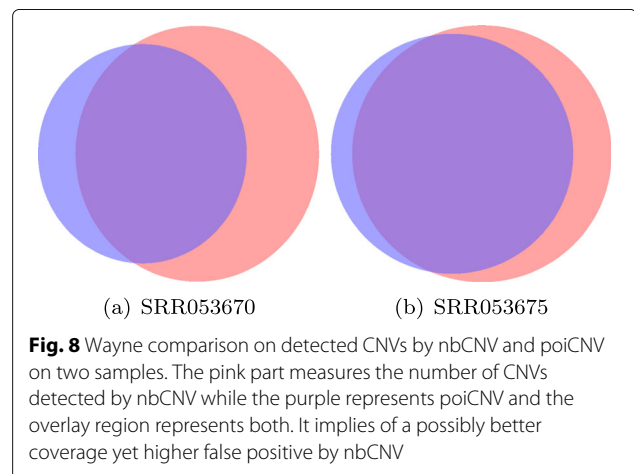 (a) SRR053670
(b) SRR053675
Fig. 8 Wayne comparison on detected CNVs by nbCNV and poiCNV
on two samples. The pink part measures the number of CNVs
detected by nbCNV while the purple represents poiCNV and the
overlay region represents both. It implies of a possibly better
coverage yet higher false positive by nbCNV